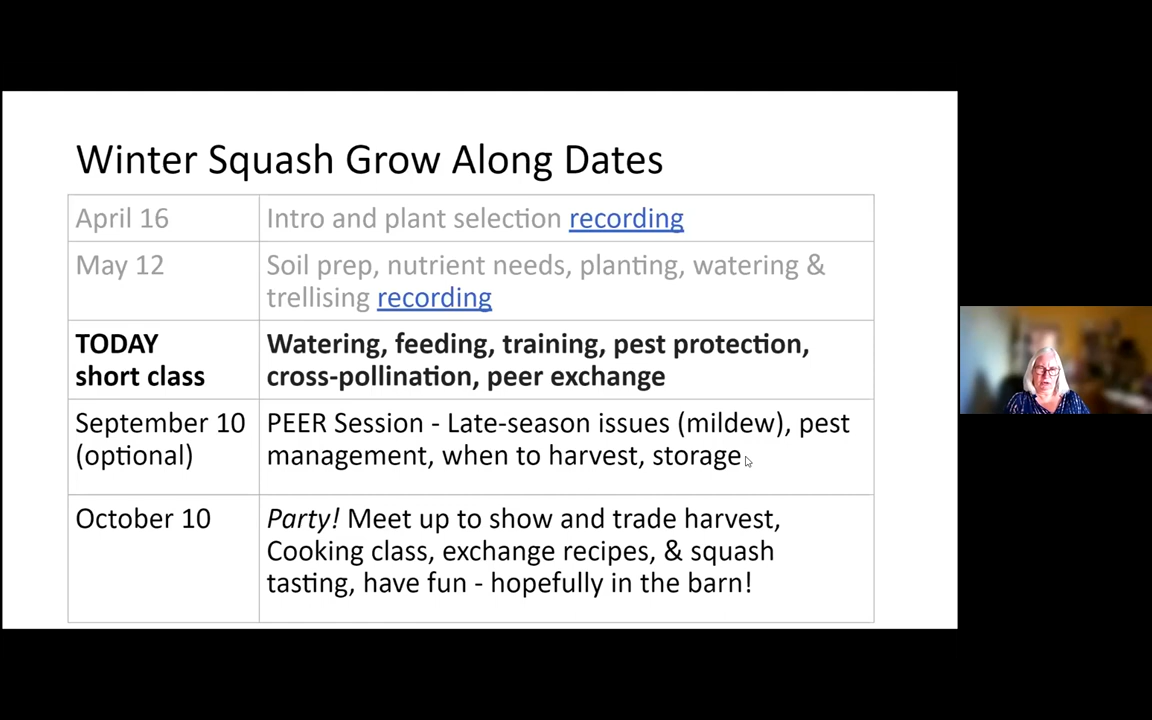 Winter Squash Grow Along Dates
April 16
Intro and plant selection recording
May 12
Soil prep, nutrient needs, planting, watering &
trellising recording
TODAY
short class
Watering, feeding, training, pest protection,
cross-pollination, peer exchange
September 10
(optional)
PEER Session - Late-season issues (mildew), pest
management, when to harvest, storage
October 10
Party! Meet up to show and trade harvest,
Cooking class, exchange recipes, & squash
tasting, have fun - hopefully in the barn!